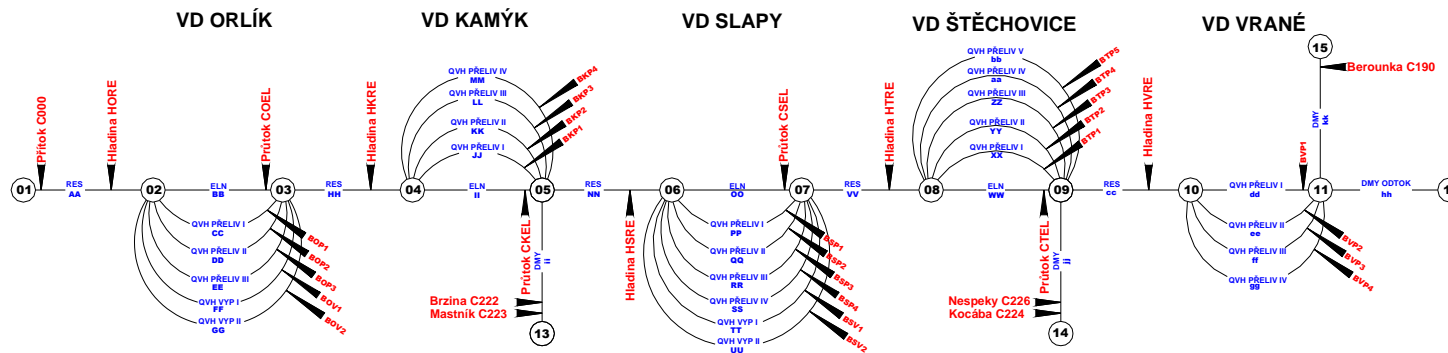 VD ORLÍK
VD KAMÝK
VD SLAPY
VD ŠTĚCHOVICE
VD VRANÉ
01
Přítok C000
RES
AA
Hladina HORE
02
ELN
BB
QVH PŘELIV I
CC
QVH PŘELIV II
DD
QVH PŘELIV III
EE
QVH VYP I
FF
QVH VYP II
GG
Průtok COEL
BOP1
BOP2
BOP3
BOV1
BOV2
03
RES
HH
Hladina HKRE
04
QVH PŘELIV IV
MM
QVH PŘELIV III
LL
QVH PŘELIV II
KK
QVH PŘELIV I
JJ
ELN
II
BKP4
BKP3
BKP2
BKP1
Průtok CKEL
05
DMY
ii
Brzina C222
Mastník C223
13
RES
NN
Hladina HSRE
06
ELN
OO
QVH PŘELIV I
PP
QVH PŘELIV II
QQ
QVH PŘELIV III
RR
QVH PŘELIV IV
SS
QVH VYP I
TT
QVH VYP II
UU
Průtok CSEL
BSP1
BSP2
BSP3
BSP4
BSV1
BSV2
07
RES
VV
Hladina HTRE
08
QVH PŘELIV V
bb
QVH PŘELIV IV
aa
QVH PŘELIV III
ZZ
QVH PŘELIV II
YY
QVH PŘELIV I
XX
ELN
WW
BTP5
BTP4
BTP3
BTP2
BTP1
Průtok CTEL
09
DMY
jj
Nespeky C226
Kocába C224
14
RES
cc
Hladina HVRE
10
QVH PŘELIV I
dd
QVH PŘELIV II
ee
QVH PŘELIV III
ff
QVH PŘELIV IV
gg
BVP1
BVP2
BVP3
BVP4
11
15
Berounka C190
DMY
kk
DMY ODTOK
hh
1